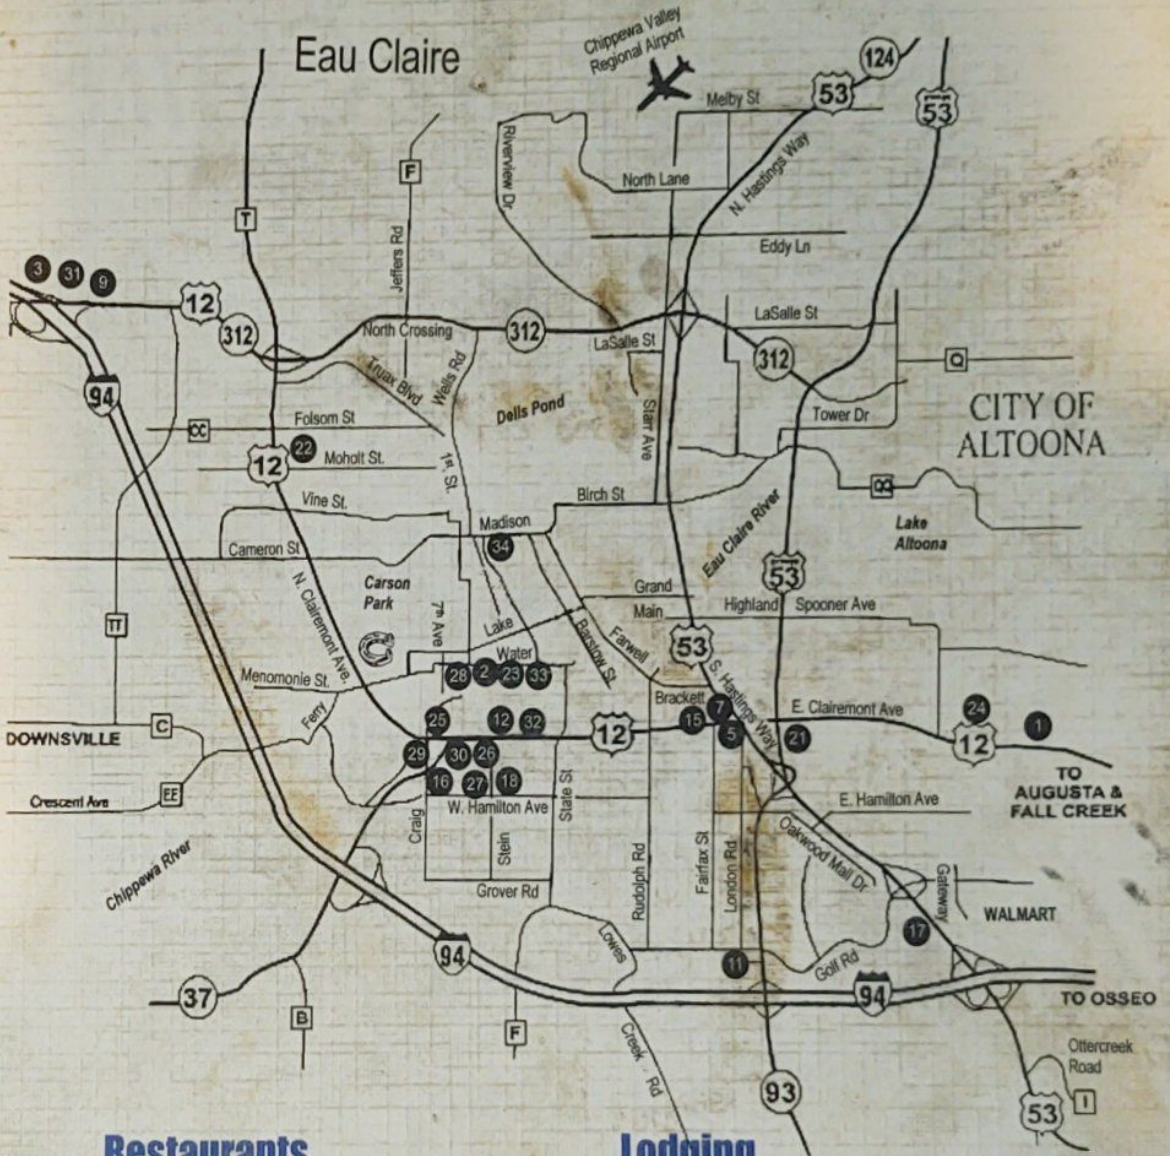 Eau Claire
Chippewa Valley
Regional Airport
124
53
53
Melby St
Riverview Dr
F
North Lane
N. Hastings Way
T
Jeffers Rd
Eddy Ln
3
31
9
12
312
North Crossing
312
LaSalle St
LaSalle St
312
Q
94
Truax Blvd
Wells Rd
Dells Pond
Starr Ave
Tower Dr
CITY OF
ALTOONA
CC
Folsom St
22
12
Moholt St.
1st. St.
Vine St.
Birch St
Eau Claire River
Lake
Altoona
Madison
34
Cameron St
N. Clairemont Ave.
Carson
Park
53
Grand
Main
Highland
Spooner Ave
TT
7th Ave
Lake
Water
Barstow St
Farwell
53
S. Hastings Way
Menomonie St.
28
2
23
33
Ferry
Brackett
7
E. Clairemont Ave
24
1
C
25
12
32
12
15
5
21
12
DOWNSVILLE
29
30
26
TO
AUGUSTA &
FALL CREEK
EE
16
27
18
State St
Crescent Ave
W. Hamilton Ave
E. Hamilton Ave
Craig
Stein
Oakwood Mall Dr
Chippewa River
Rudolph Rd
Fairfax St
London Rd
Grover Rd
Gateway
WALMART
17
Lowes
94
11
Golf Rd
94
37
TO OSSEO
B
F
Creek Rd
Ottercreek
Road
93
53
I
Restaurants
Lodging